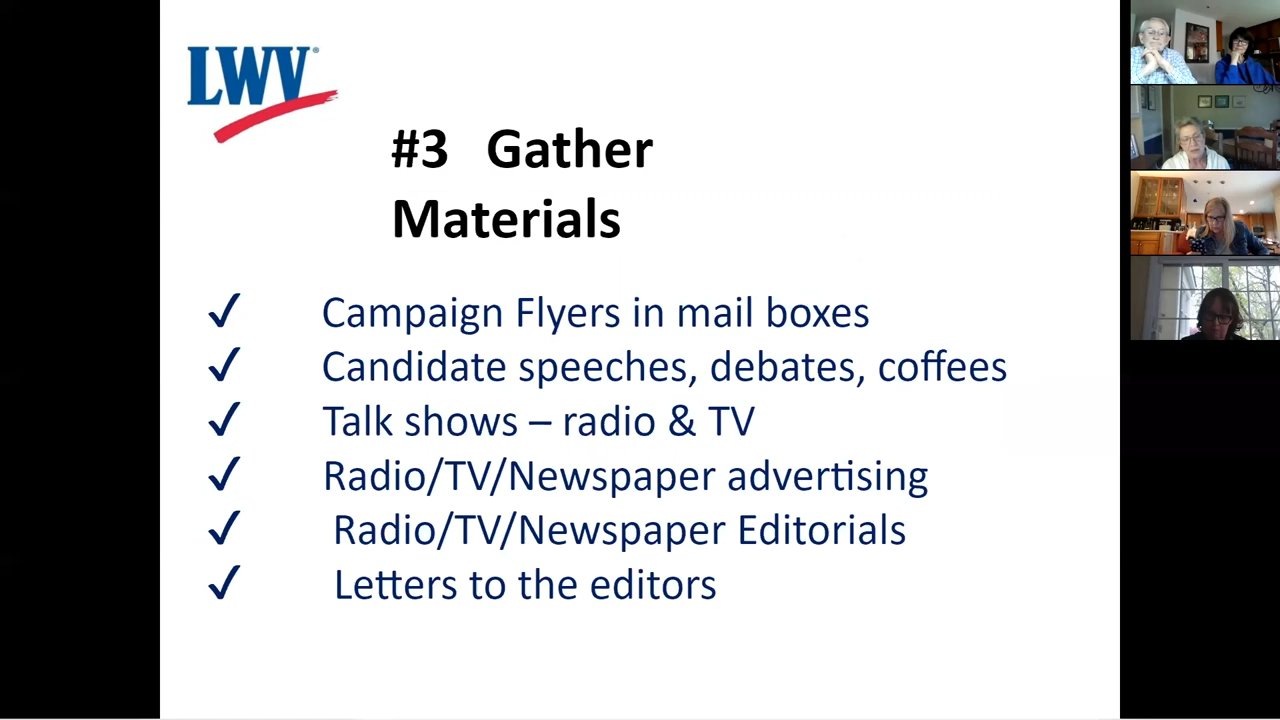 LWV®
#3 Gather
Materials
✓ Campaign Flyers in mail boxes
✓ Candidate speeches, debates, coffees
✓ Talk shows – radio & TV
✓ Radio/TV/Newspaper advertising
✓ Radio/TV/Newspaper Editorials
✓ Letters to the editors